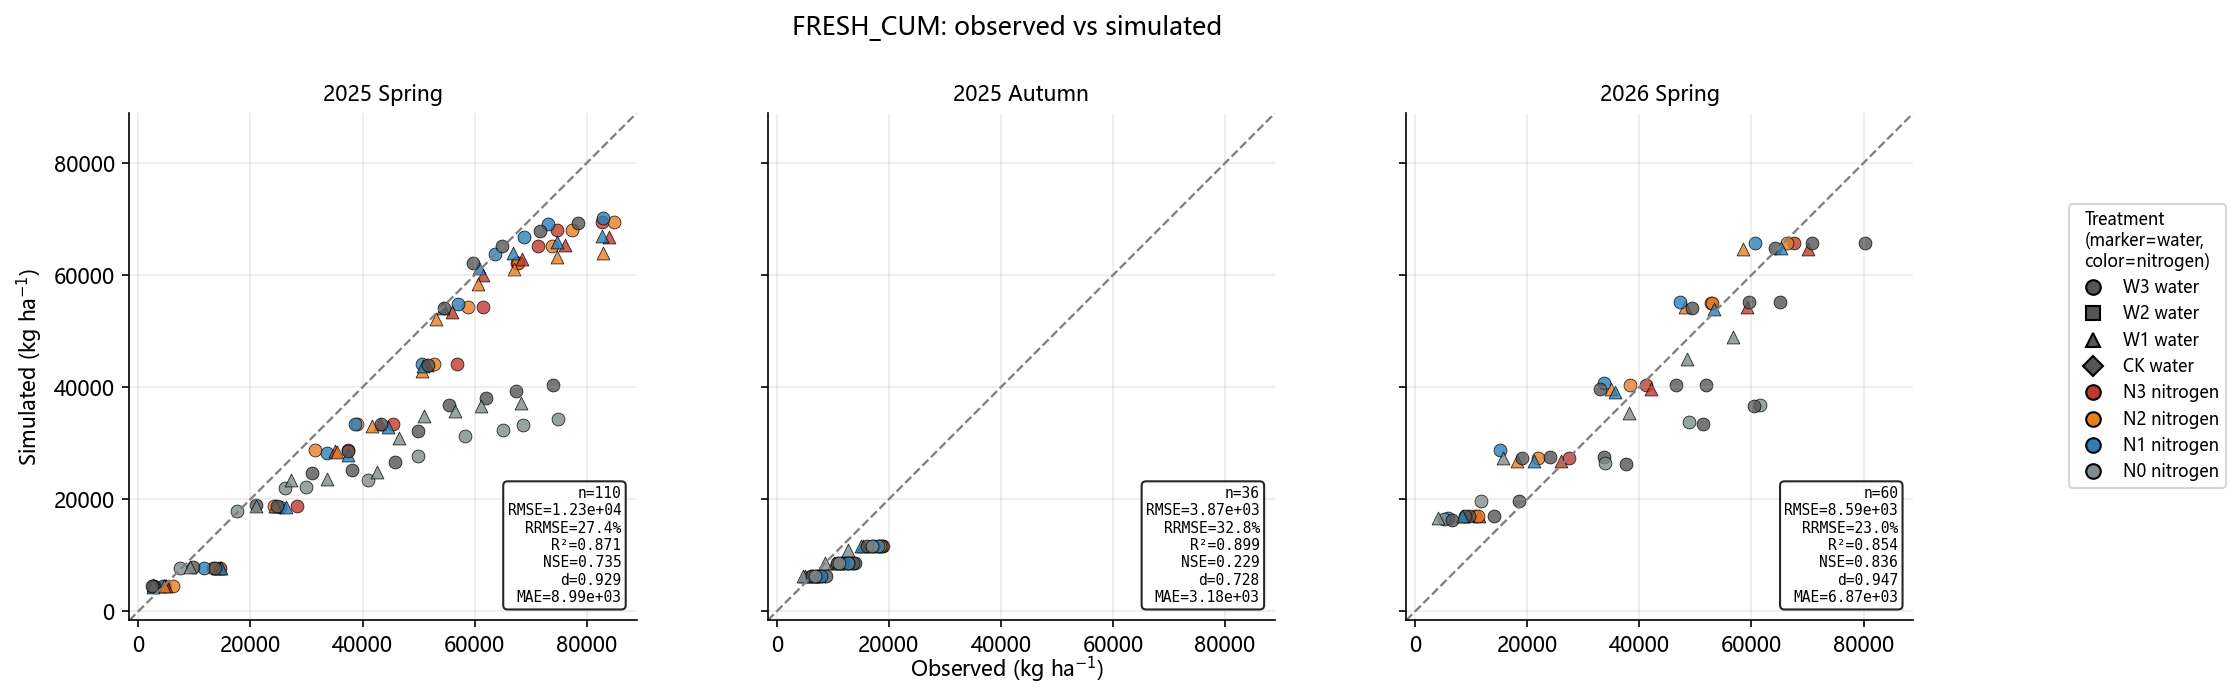 FRESH_CUM: observed vs simulated
2025 Spring
2025 Autumn
2026 Spring
Simulated (kg ha⁻¹)
80000
60000
40000
20000
0
n=110
RMSE=1.23e+04
RRMSE=27.4%
R²=0.871
NSE=0.735
d=0.929
MAE=8.99e+03
n=36
RMSE=3.87e+03
RRMSE=32.8%
R²=0.899
NSE=0.229
d=0.728
MAE=3.18e+03
n=60
RMSE=8.59e+03
RRMSE=23.0%
R²=0.854
NSE=0.836
d=0.947
MAE=6.87e+03
0 20000 40000 60000 80000
0 20000 40000 60000 80000
0 20000 40000 60000 80000
Observed (kg ha⁻¹)
Treatment
(marker=water,
color=nitrogen)
W3 water
W2 water
W1 water
CK water
N3 nitrogen
N2 nitrogen
N1 nitrogen
N0 nitrogen